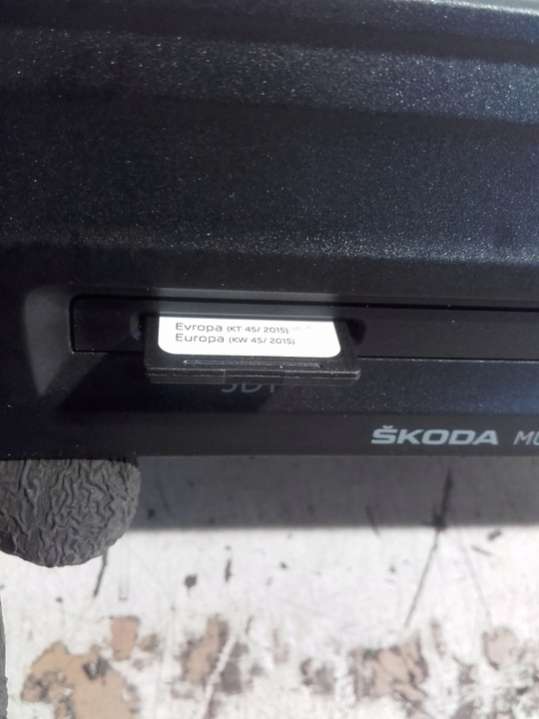 Evropa (KT 45/ 2015)
Europa (KW 45/ 2015)
ŠKODA